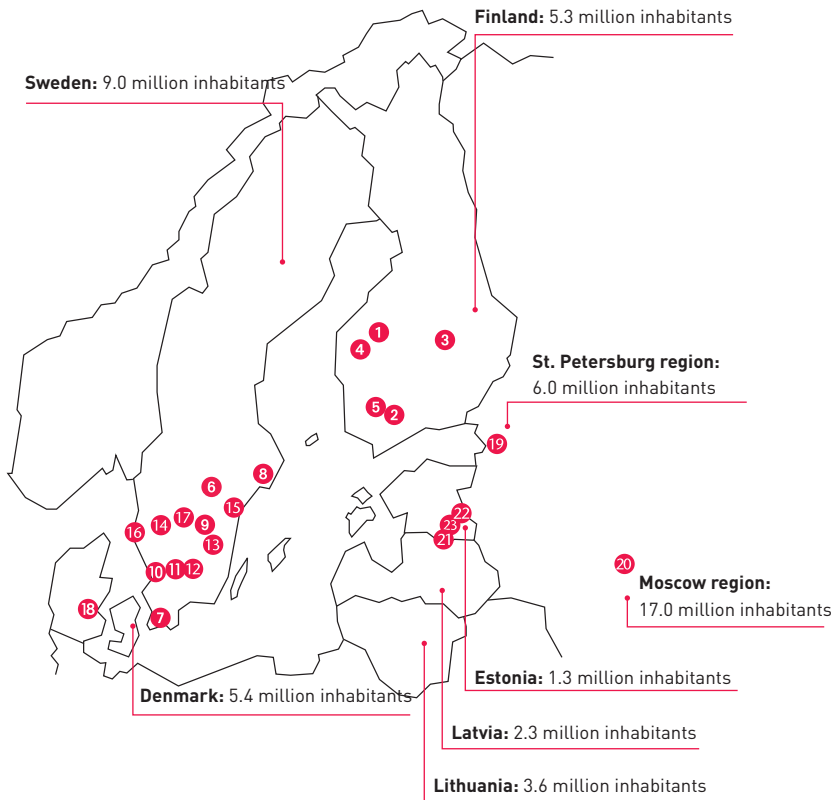 Finland: 5.3 million inhabitants
Sweden: 9.0 million inhabitants
1
4
3
St. Petersburg region:
6.0 million inhabitants
5
2
19
8
6
15
22
17
14
9
23
16
13
21
10
11
12
20
Moscow region:
17.0 million inhabitants
18
7
Estonia: 1.3 million inhabitants
Denmark: 5.4 million inhabitants
Latvia: 2.3 million inhabitants
Lithuania: 3.6 million inhabitants